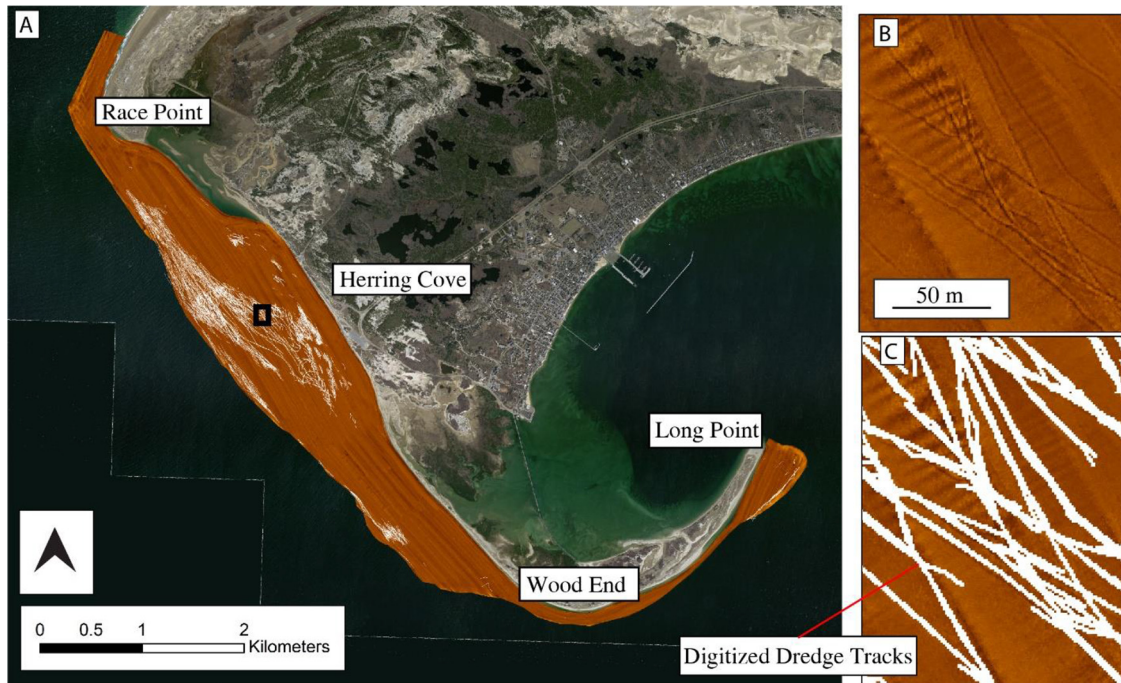 A
Race Point
Herring Cove
Long Point
Wood End
0 0.5 1 2
Kilometers
B
50 m
C
Digitized Dredge Tracks